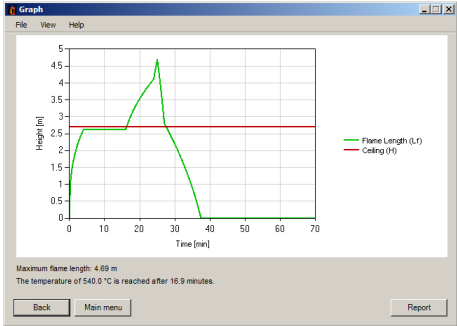 Graph
File View Help
5
4.5
4
3.5
3
2.5
2
1.5
1
0.5
0
Height [m]
0 10 20 30 40 50 60 70
Time [min]
Flame Length (Lf)
Ceiling (H)
Maximum flame length: 4.69 m
The temperature of 540.0 °C is reached after 16.9 minutes.
Back Main menu Report